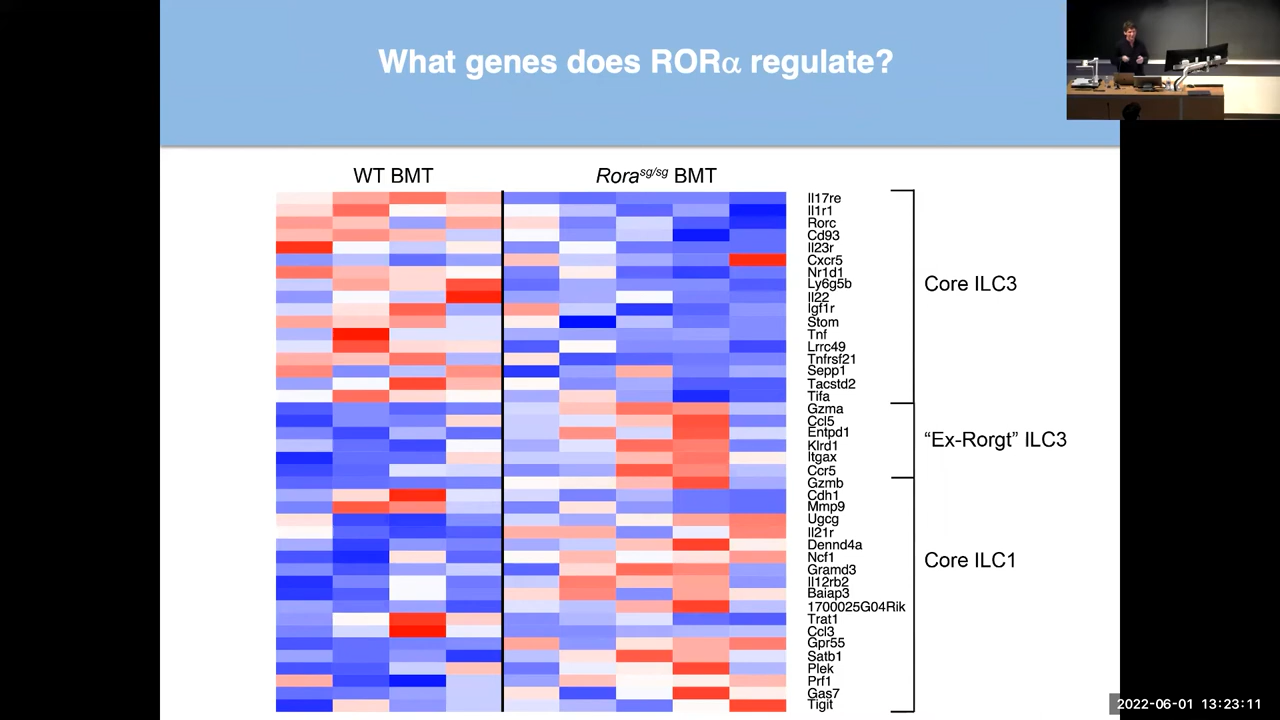 What genes does RORα regulate?
WT BMT
Rorasg/sg BMT
Il17re
Il1r1
Rorc
Cd93
Il23r
Cxcr5
Nr1d1
Ly6g5b
Il22
Igf1r
Stom
Tnf
Lrrc49
Tnfrsf21
Sepp1
Tacstd2
Tifa
Gzma
Ccl5
Entpd1
Klrd1
Itgax
Ccr5
Gzmb
Cdh1
Mmp9
Ugcg
Il21r
Dennd4a
Ncf1
Gramd3
Il12rb2
Baiap3
1700025G04Rik
Trat1
Ccl3
Gpr55
Satb1
Plek
Prf1
Gas7
Tigit
Core ILC3
“Ex-Rorgt” ILC3
Core ILC1
2022-06-01 13:23:11